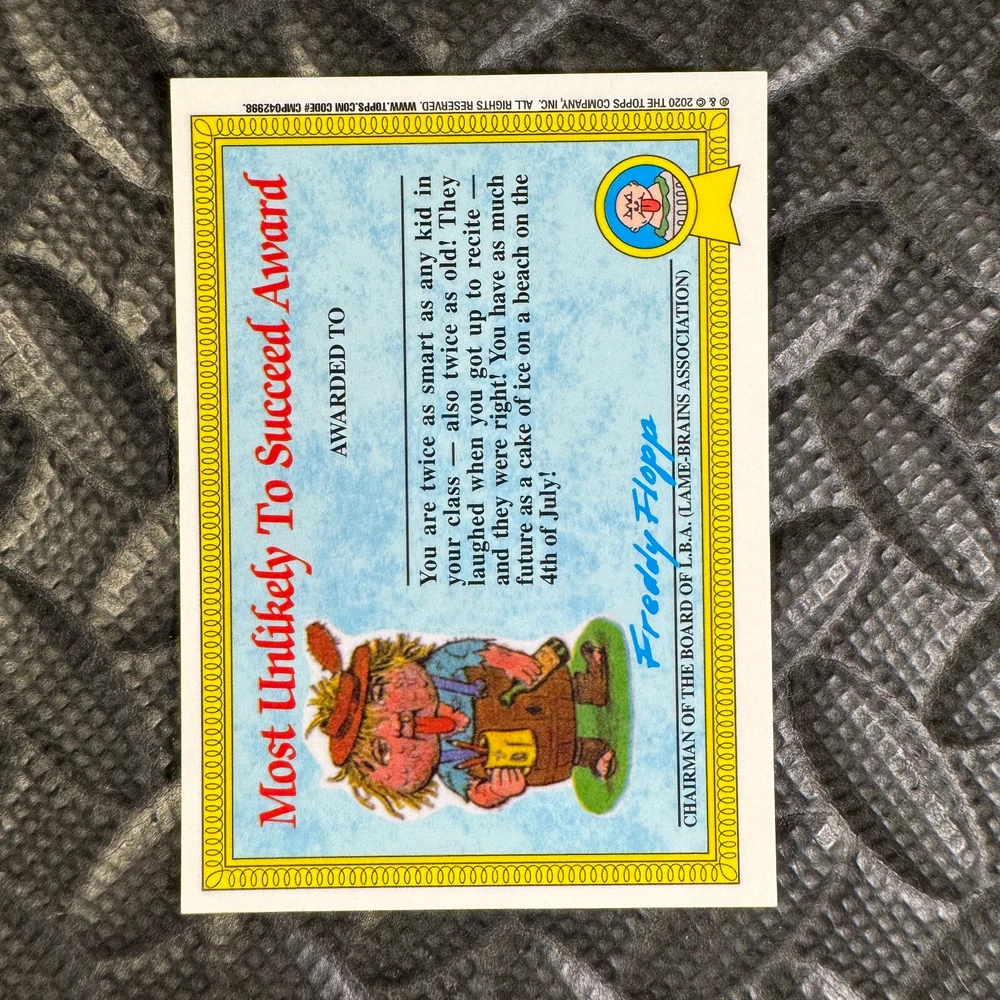 Most Unlikely To Succeed Award
AWARDED TO
You are twice as smart as any kid in
your class — also twice as old! They
laughed when you got up to recite —
and they were right! You have as much
future as a cake of ice on a beach on the
4th of July!
Freddy Flopp
CHAIRMAN OF THE BOARD OF L.B.A. (LAME-BRAINS ASSOCIATION)
® & © 2020 THE TOPPS COMPANY, INC. ALL RIGHTS RESERVED. WWW.TOPPS.COM CODE# CMP042998.